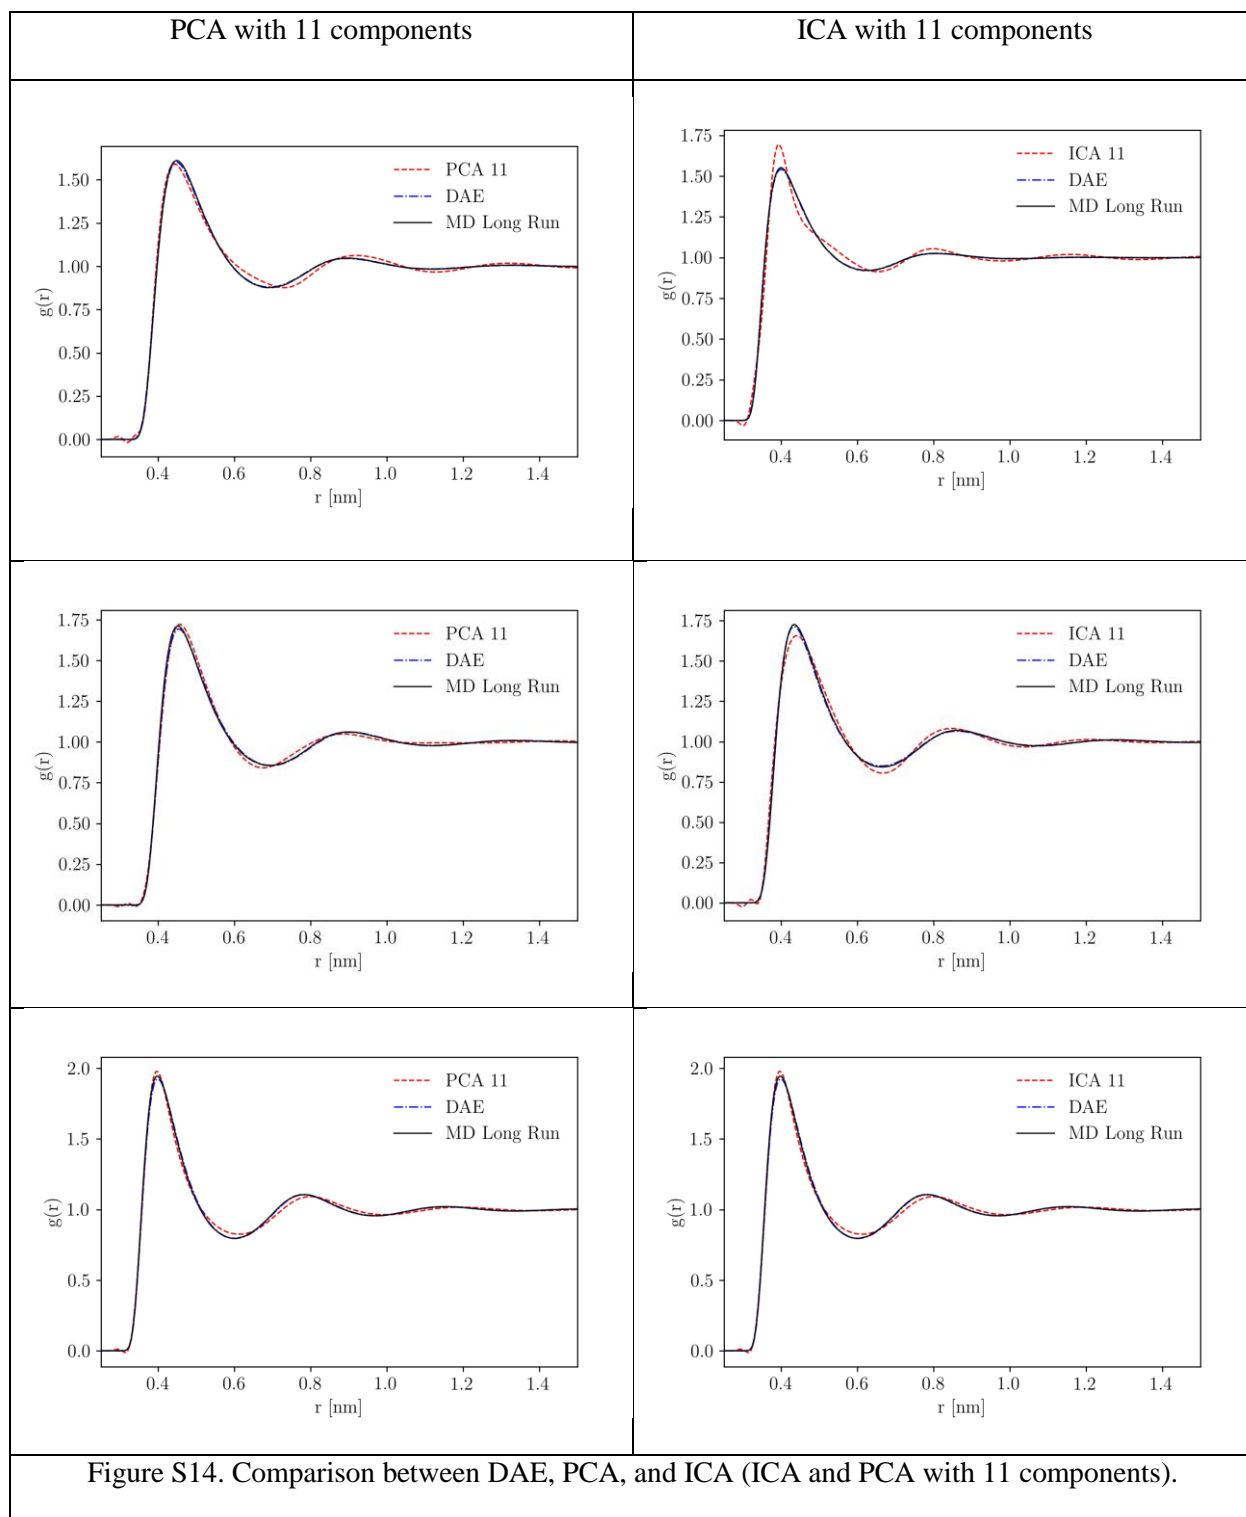 PCA with 11 components
ICA with 11 components
1.50
1.25
1.00
0.75
0.50
0.25
0.00
g(r)
PCA 11
DAE
MD Long Run
0.4 0.6 0.8 1.0 1.2 1.4
r [nm]
1.75
1.50
1.25
1.00
0.75
0.50
0.25
0.00
g(r)
ICA 11
DAE
MD Long Run
0.4 0.6 0.8 1.0 1.2 1.4
r [nm]
1.75
1.50
1.25
1.00
0.75
0.50
0.25
0.00
g(r)
PCA 11
DAE
MD Long Run
0.4 0.6 0.8 1.0 1.2 1.4
r [nm]
1.75
1.50
1.25
1.00
0.75
0.50
0.25
0.00
g(r)
ICA 11
DAE
MD Long Run
0.4 0.6 0.8 1.0 1.2 1.4
r [nm]
2.0
1.5
1.0
0.5
0.0
g(r)
PCA 11
DAE
MD Long Run
0.4 0.6 0.8 1.0 1.2 1.4
r [nm]
2.0
1.5
1.0
0.5
0.0
g(r)
ICA 11
DAE
MD Long Run
0.4 0.6 0.8 1.0 1.2 1.4
r [nm]
Figure S14. Comparison between DAE, PCA, and ICA (ICA and PCA with 11 components).